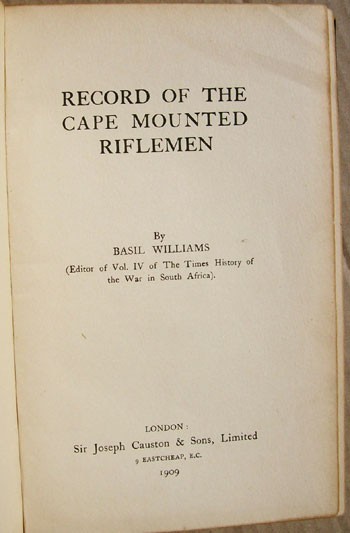 RECORD OF THE
CAPE MOUNTED
RIFLEMEN
By
BASIL WILLIAMS
(Editor of Vol. IV of The Times History of
the War in South Africa).
LONDON:
Sir Joseph Causton & Sons, Limited
9 EASTCHEAP, E.C.
1909